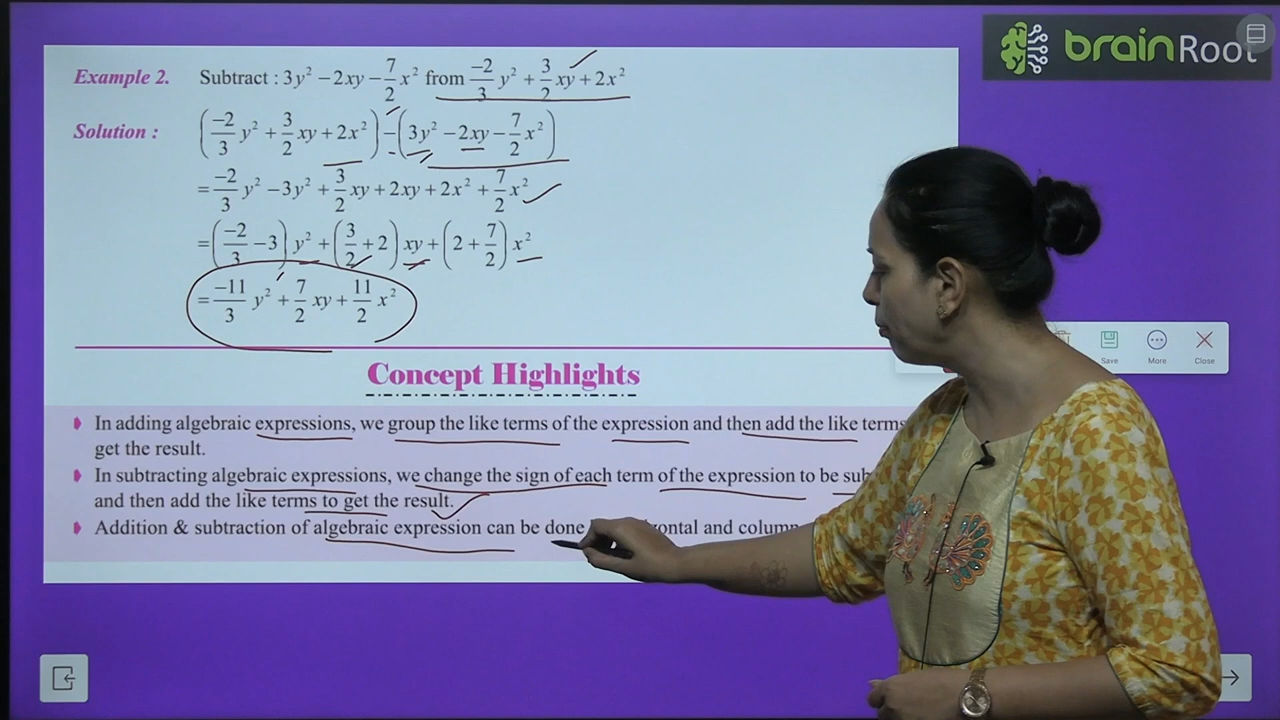 brainRoot
Example 2. Subtract : 3y² − 2xy − 7/2 x² from −2/3 y² + 3/2 xy + 2x²
Solution : (−2/3 y² + 3/2 xy + 2x²) − (3y² − 2xy − 7/2 x²)
= −2/3 y² − 3y² + 3/2 xy + 2xy + 2x² + 7/2 x²
= (−2/3 − 3) y² + (3/2 + 2) xy + (2 + 7/2) x²
= −11/3 y² + 7/2 xy + 11/2 x²
Save More Close
Concept Highlights
In adding algebraic expressions, we group the like terms of the expression and then add the like terms
get the result.
In subtracting algebraic expressions, we change the sign of each term of the expression to be
and then add the like terms to get the result.
Addition & subtraction of algebraic expression can be done and column